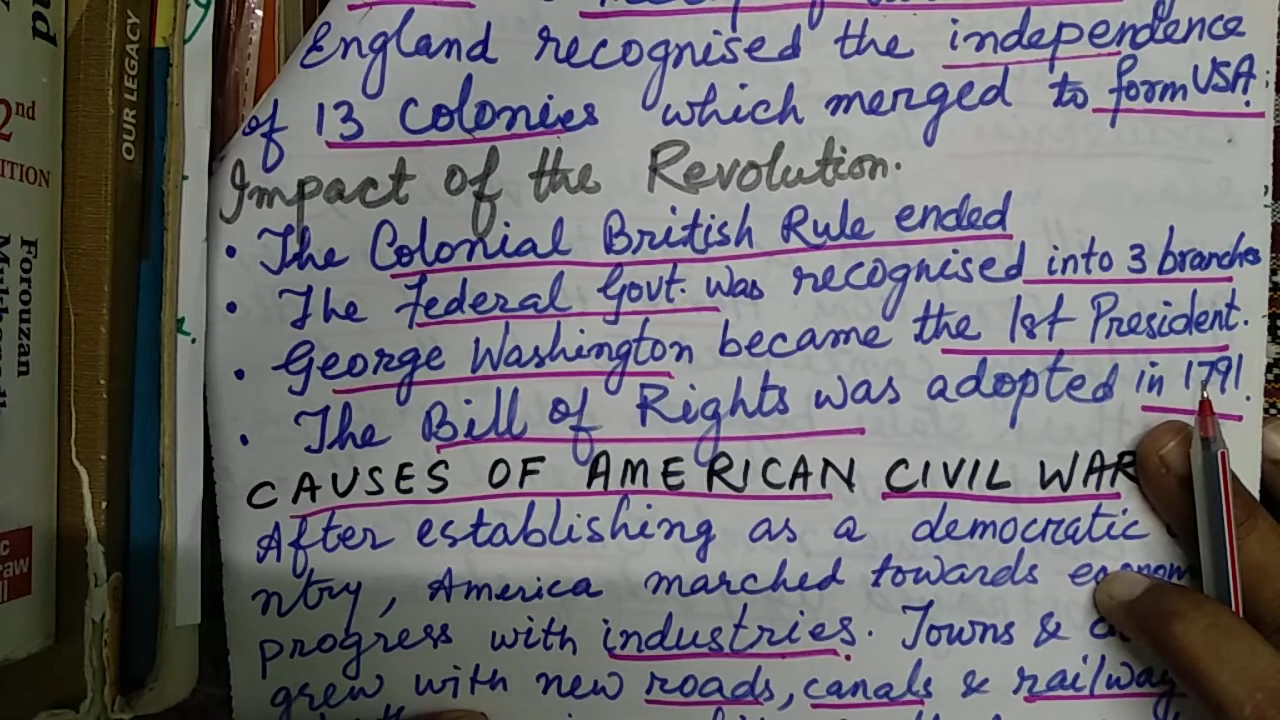 England recognised the independence
of 13 colonies which merged to form USA.
Impact of the Revolution.
• The Colonial British Rule ended
• The Federal Govt. was recognised into 3 branches
• George Washington became the 1st President.
• The Bill of Rights was adopted in 1791.
CAUSES OF AMERICAN CIVIL WAR
After establishing as a democratic
ntry, America marched towards
progress with industries. Towns &
grew with new roads, canals & railway
OUR LEGACY
2nd
Forouzan